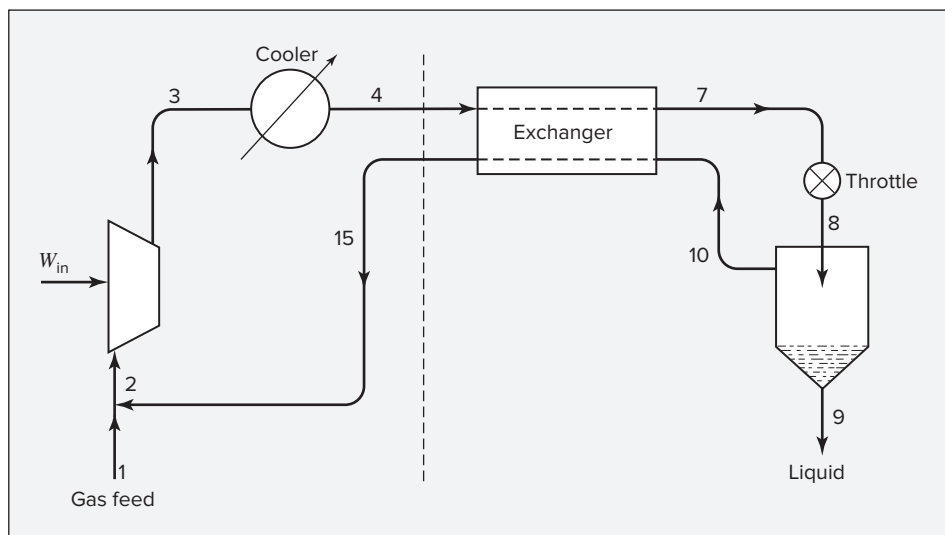 Cooler
3
4
7
Exchanger
Throttle
8
15
10
W_in
2
9
1
Liquid
Gas feed